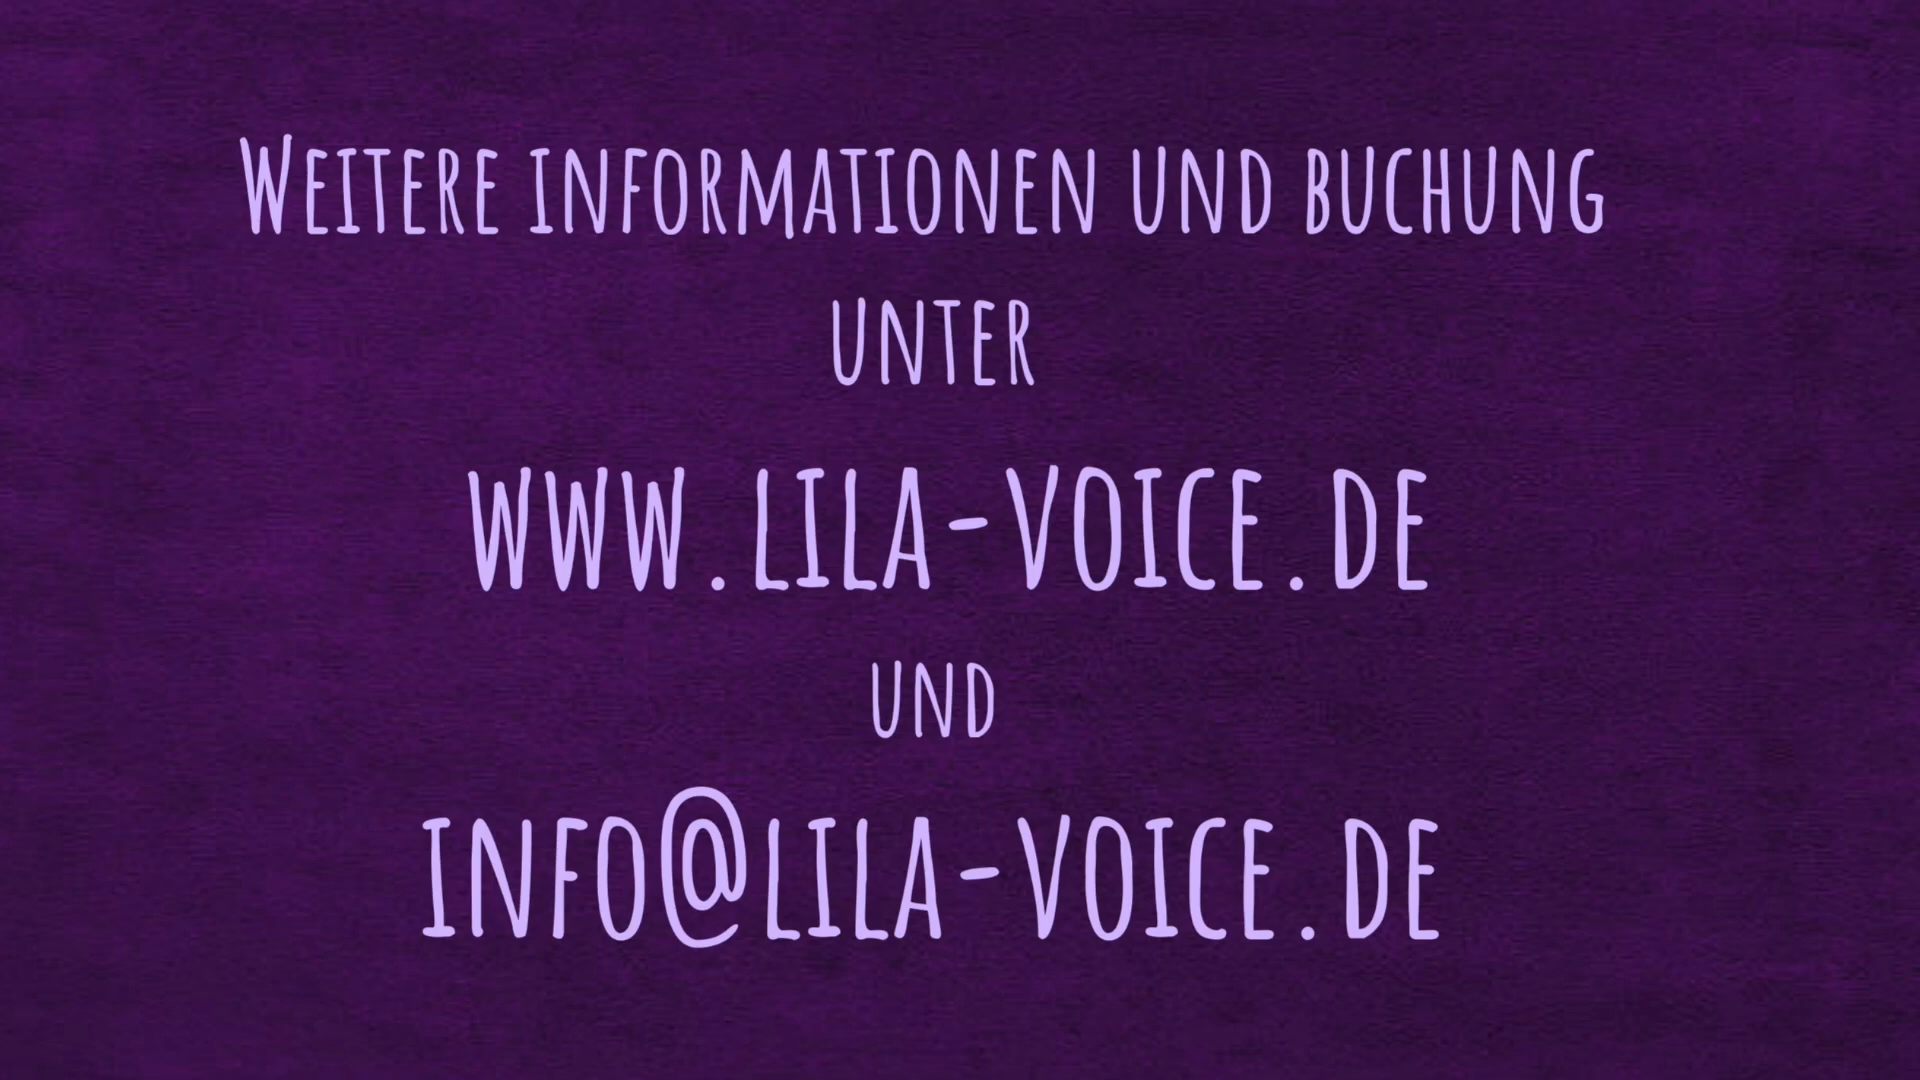 Weitere informationen und buchung
unter
www.lila-voice.de
und
info@lila-voice.de